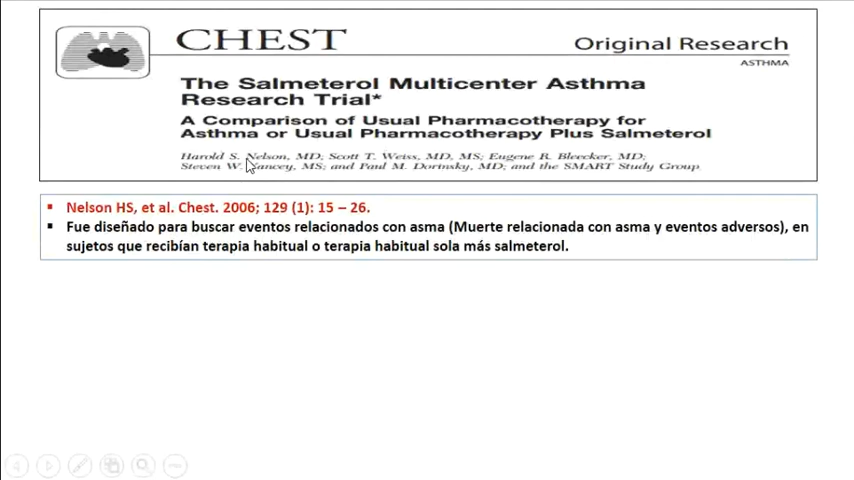 CHEST
Original Research
ASTHMA
The Salmeterol Multicenter Asthma
Research Trial*
A Comparison of Usual Pharmacotherapy for
Asthma or Usual Pharmacotherapy Plus Salmeterol
Harold S. Nelson, MD; Scott T. Weiss, MD, MS; Eugene R. Bleecker, MD;
Steven W. Yancey, MS; and Paul M. Dorinsky, MD; and the SMART Study Group
▪ Nelson HS, et al. Chest. 2006; 129 (1): 15 – 26.
▪ Fue diseñado para buscar eventos relacionados con asma (Muerte relacionada con asma y eventos adversos), en
sujetos que recibían terapia habitual o terapia habitual sola más salmeterol.